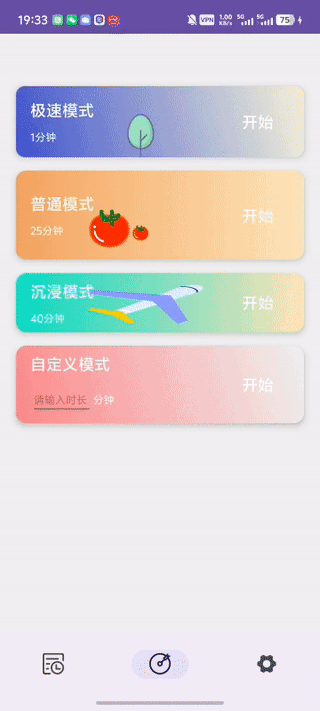 19:33 VPN 1.00 KB/s 5G 5G 75
极速模式
1分钟
开始
普通模式
25分钟
开始
沉浸模式
40分钟
开始
自定义模式
请输入时长 分钟
开始